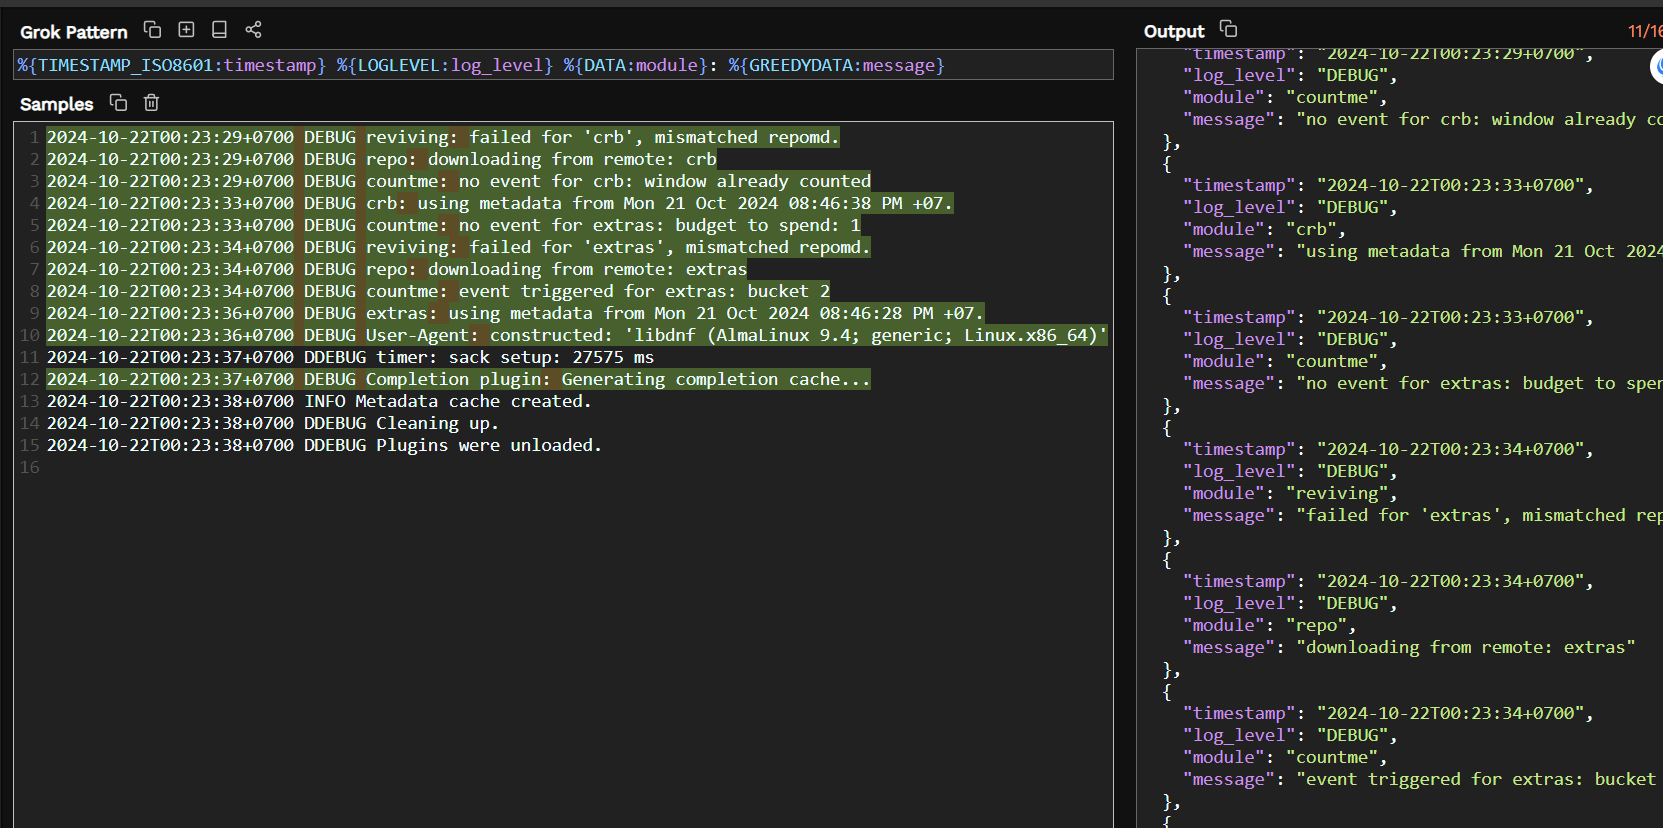 Grok Pattern
%{TIMESTAMP_ISO8601:timestamp} %{LOGLEVEL:log_level} %{DATA:module}: %{GREEDYDATA:message}
Samples
1 2024-10-22T00:23:29+0700 DEBUG reviving: failed for 'crb', mismatched repomd.
2 2024-10-22T00:23:29+0700 DEBUG repo: downloading from remote: crb
3 2024-10-22T00:23:29+0700 DEBUG countme: no event for crb: window already counted
4 2024-10-22T00:23:33+0700 DEBUG crb: using metadata from Mon 21 Oct 2024 08:46:38 PM +07.
5 2024-10-22T00:23:33+0700 DEBUG countme: no event for extras: budget to spend: 1
6 2024-10-22T00:23:34+0700 DEBUG reviving: failed for 'extras', mismatched repomd.
7 2024-10-22T00:23:34+0700 DEBUG repo: downloading from remote: extras
8 2024-10-22T00:23:34+0700 DEBUG countme: event triggered for extras: bucket 2
9 2024-10-22T00:23:36+0700 DEBUG extras: using metadata from Mon 21 Oct 2024 08:46:28 PM +07.
10 2024-10-22T00:23:36+0700 DEBUG User-Agent: constructed: 'libdnf (AlmaLinux 9.4; generic; Linux.x86_64)'
11 2024-10-22T00:23:37+0700 DDEBUG timer: sack setup: 27575 ms
12 2024-10-22T00:23:37+0700 DEBUG Completion plugin: Generating completion cache...
13 2024-10-22T00:23:38+0700 INFO Metadata cache created.
14 2024-10-22T00:23:38+0700 DDEBUG Cleaning up.
15 2024-10-22T00:23:38+0700 DDEBUG Plugins were unloaded.
16
Output
11/16
"timestamp": "2024-10-22T00:23:29+0700",
"log_level": "DEBUG",
"module": "countme",
"message": "no event for crb: window already co
},
{
"timestamp": "2024-10-22T00:23:33+0700",
"log_level": "DEBUG",
"module": "crb",
"message": "using metadata from Mon 21 Oct 2024
},
{
"timestamp": "2024-10-22T00:23:33+0700",
"log_level": "DEBUG",
"module": "countme",
"message": "no event for extras: budget to spen
},
{
"timestamp": "2024-10-22T00:23:34+0700",
"log_level": "DEBUG",
"module": "reviving",
"message": "failed for 'extras', mismatched rep
},
{
"timestamp": "2024-10-22T00:23:34+0700",
"log_level": "DEBUG",
"module": "repo",
"message": "downloading from remote: extras"
},
{
"timestamp": "2024-10-22T00:23:34+0700",
"log_level": "DEBUG",
"module": "countme",
"message": "event triggered for extras: bucket
},
{